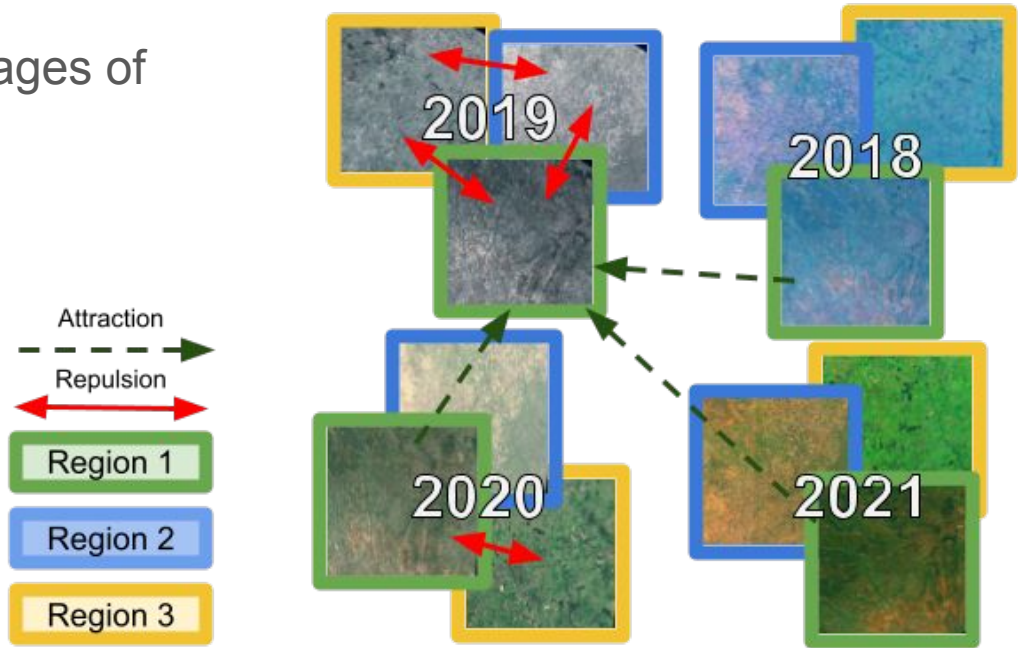 ages of
2019
2018
Attraction
Repulsion
Region 1
Region 2
Region 3
2020
2021